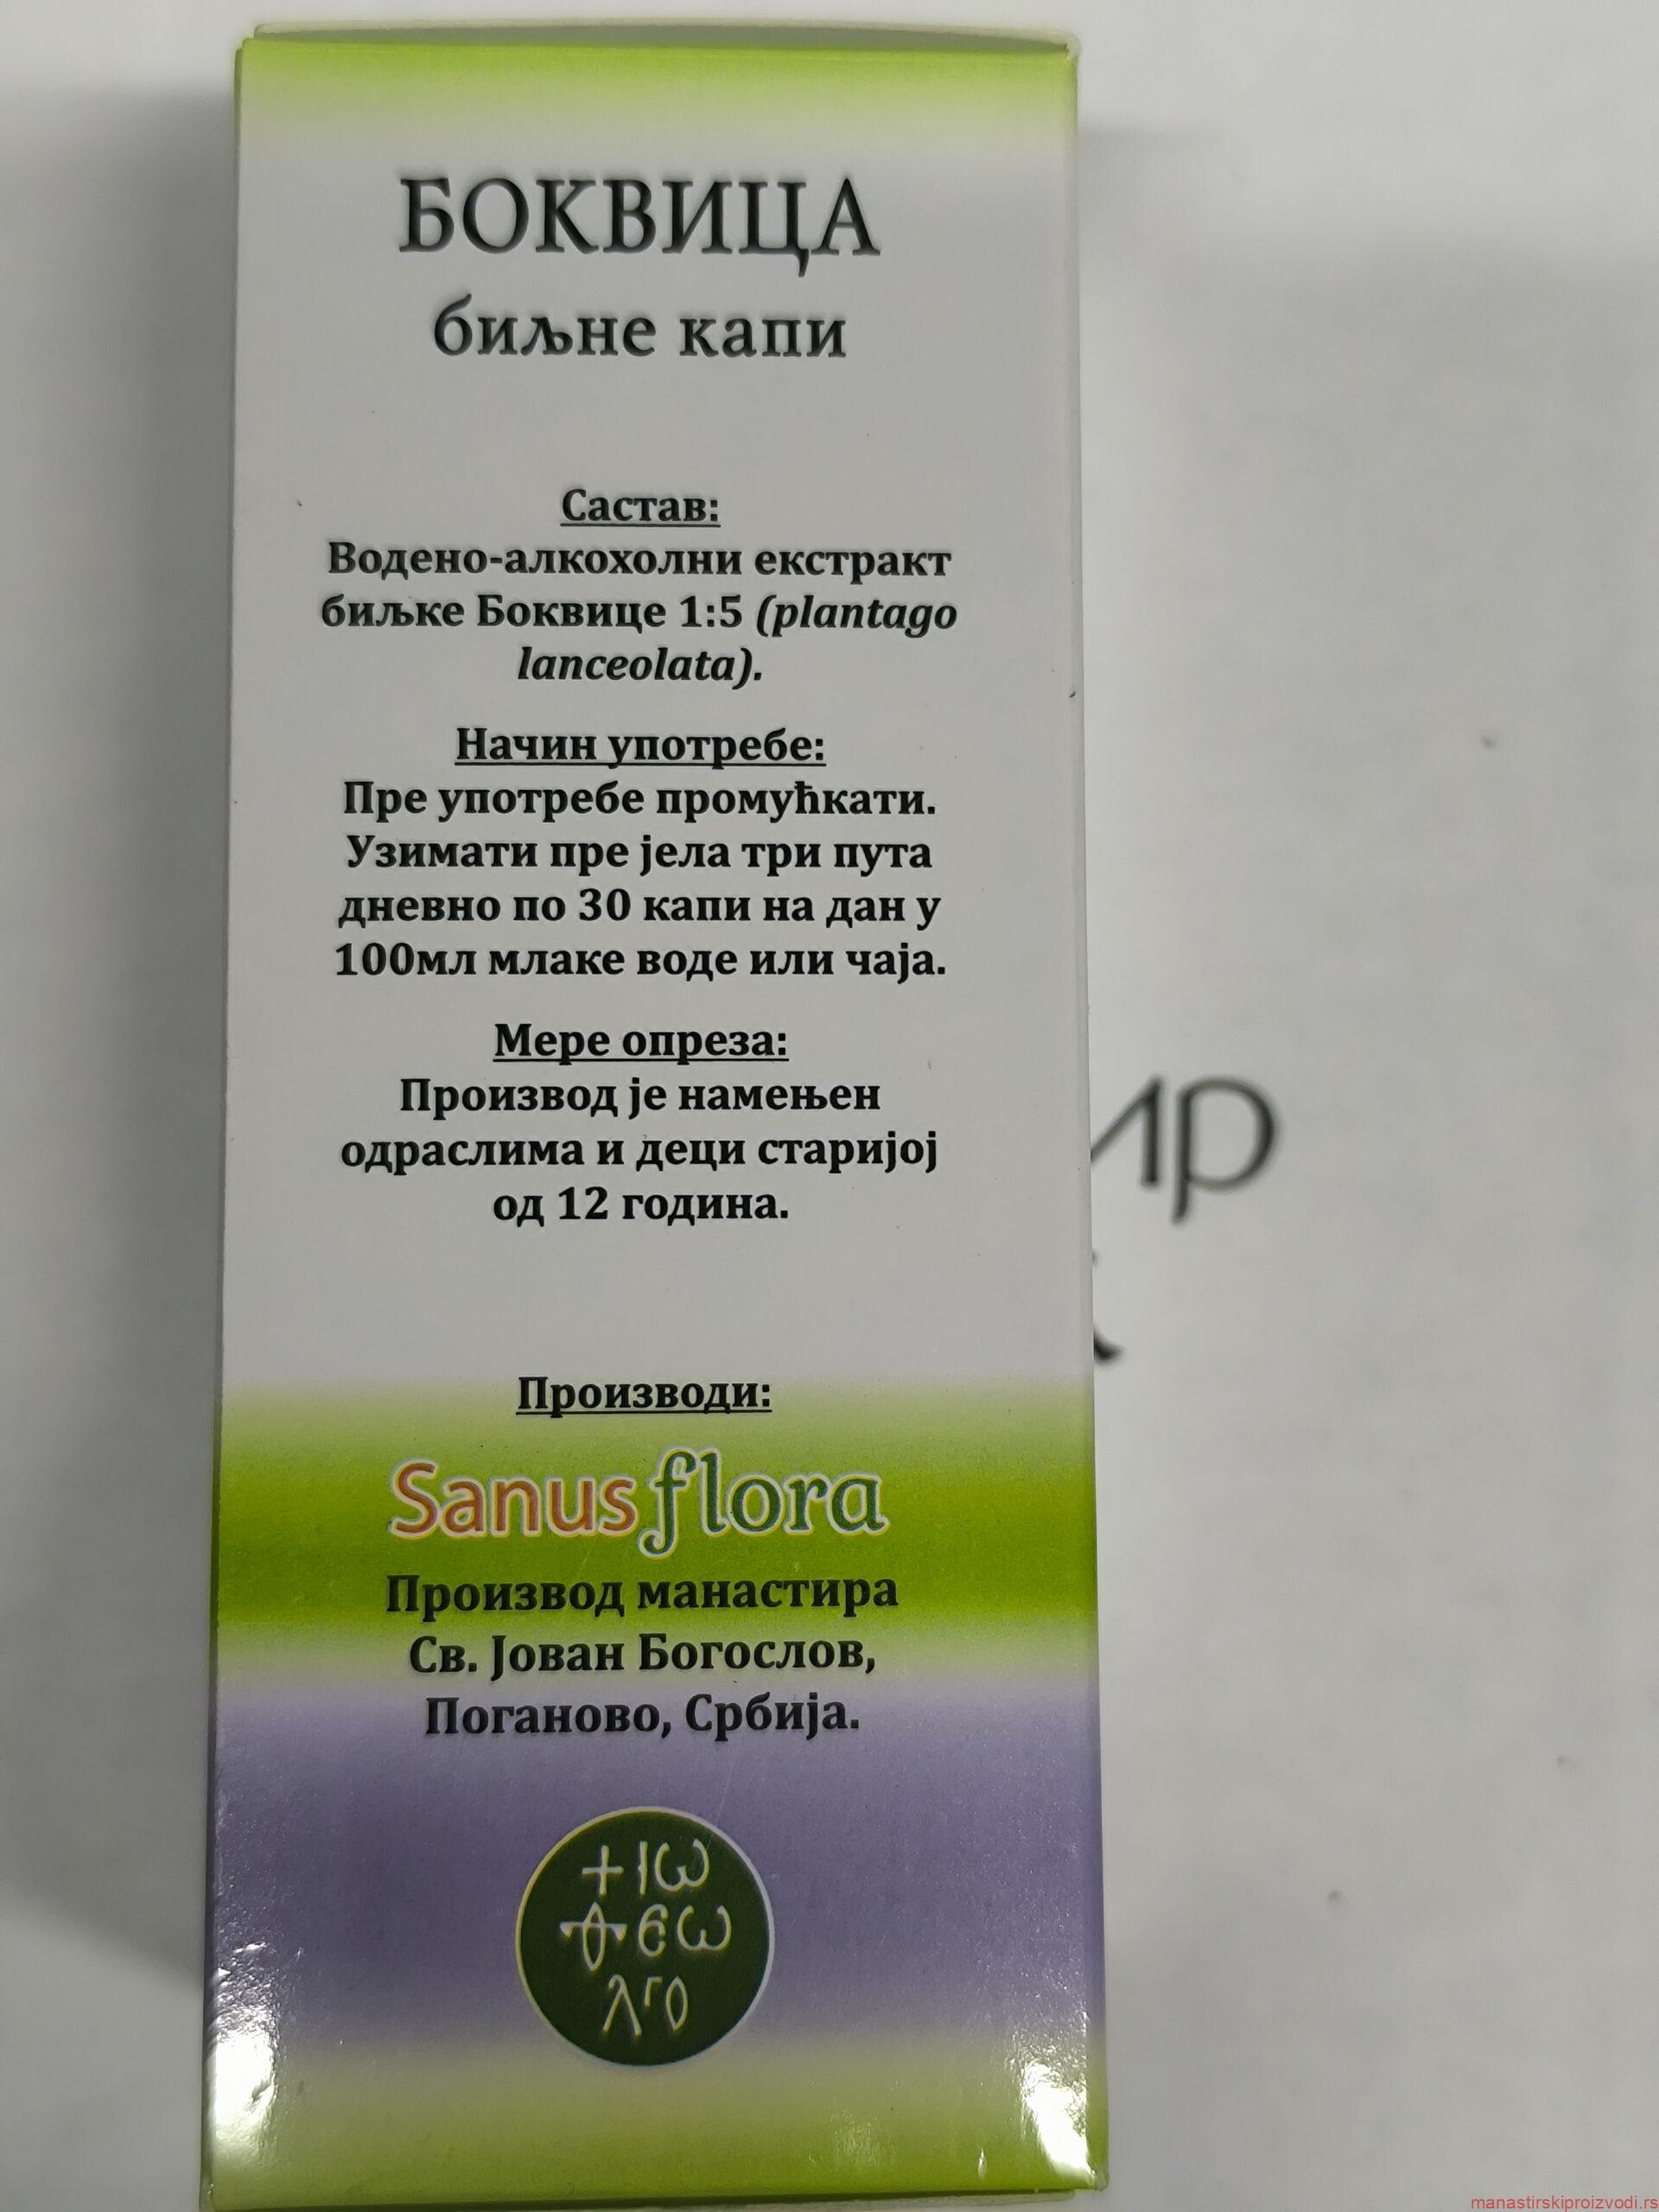 БОКВИЦА
биљне капи
Састав:
Водено-алкохолни екстракт
биљке Боквице 1:5 (plantago
lanceolata).
Начин употребе:
Пре употребе промућкати.
Узимати пре јела три пута
дневно по 30 капи на дан у
100мл млаке воде или чаја.
Мере опреза:
Производ је намењен
одраслима и деци старијој
од 12 година.
Производи:
Sanus flora
Производ манастира
Св. Јован Богослов,
Поганово, Србија.
+ΙѠ
ѲЄѠ
ΛΓΟ
manastirskiproizvodi.rs